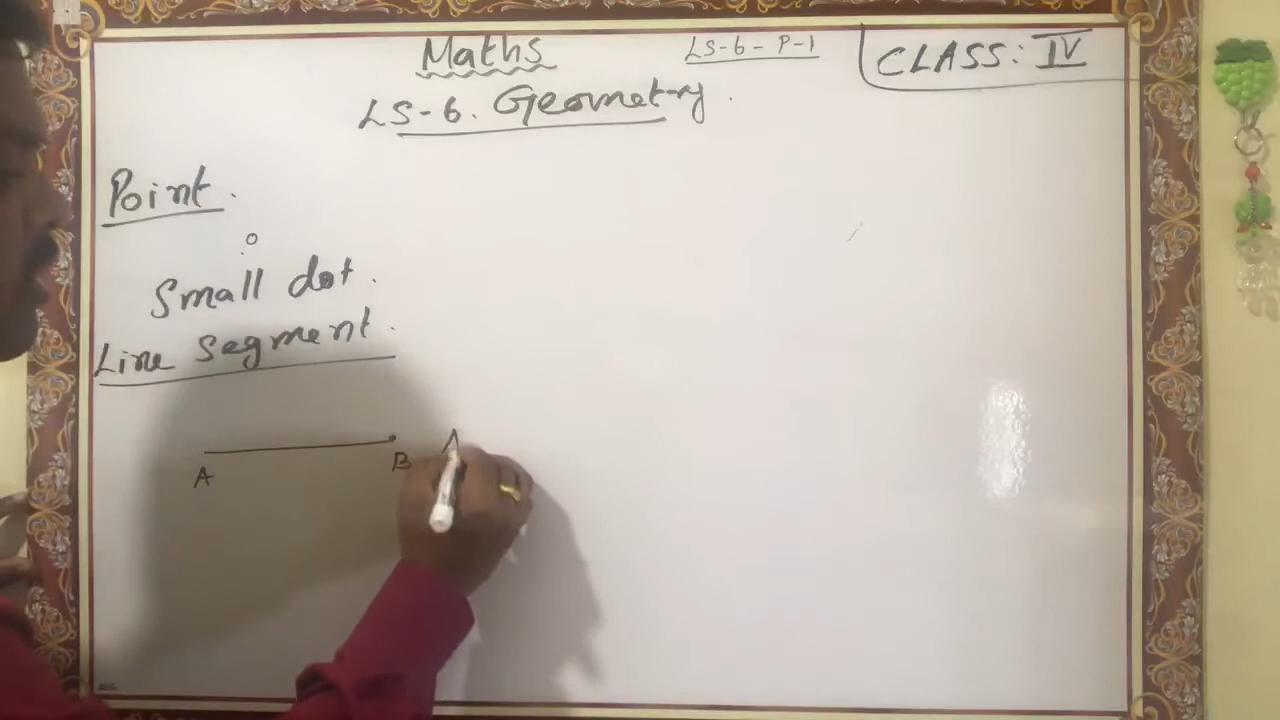 Maths
LS-6-P-1
CLASS: IV
LS-6. Geometry.
Point.
Small dot.
Line Segment.
A B A